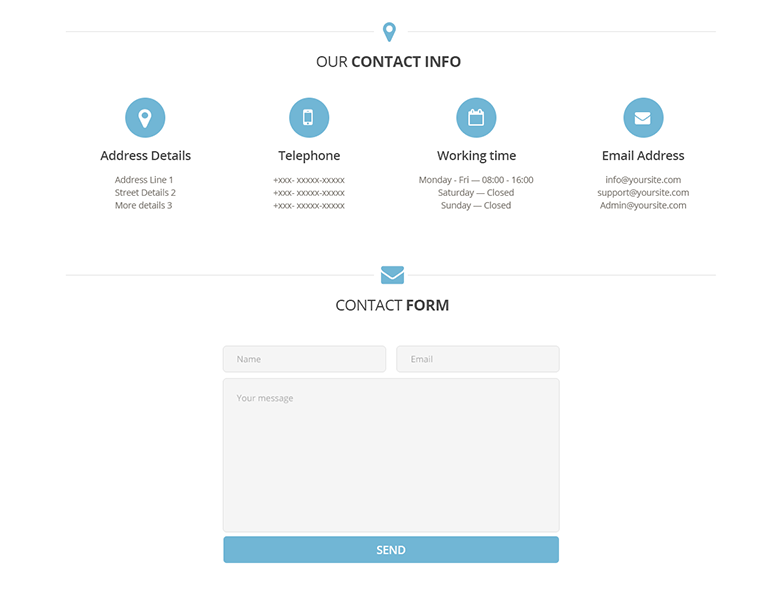 OUR CONTACT INFO
Address Details
Address Line 1
Street Details 2
More details 3
Telephone
+xxx- xxxxx-xxxxx
+xxx- xxxxx-xxxxx
+xxx- xxxxx-xxxxx
Working time
Monday - Fri — 08:00 - 16:00
Saturday — Closed
Sunday — Closed
Email Address
info@yoursite.com
support@yoursite.com
Admin@yoursite.com
CONTACT FORM
Name
Email
Your message
SEND